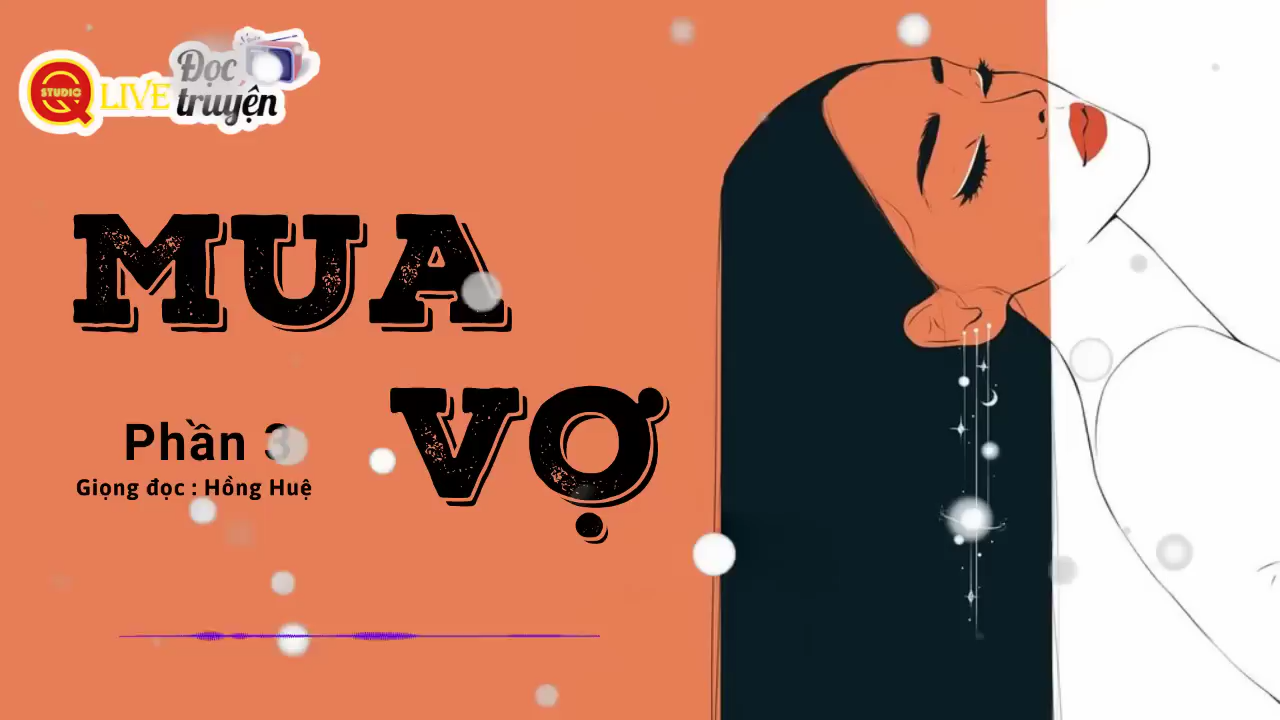 STUDIO
LIVE
Đọc
truyện
MUA
VỢ
Phần 3
Giọng đọc : Hồng Huệ